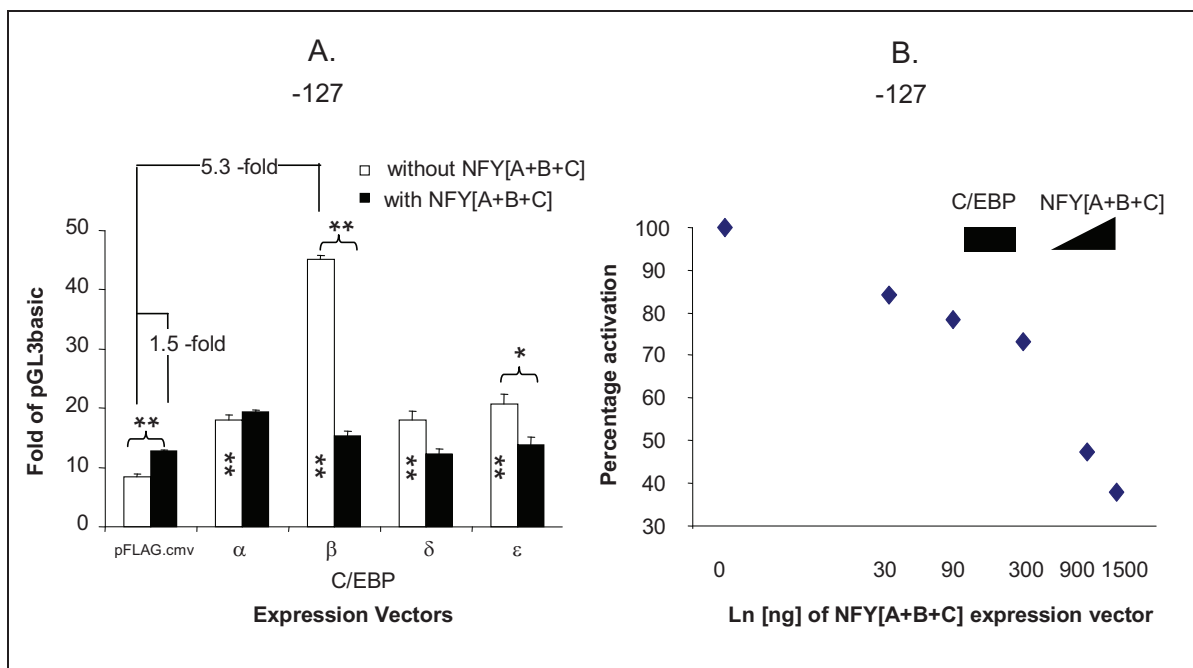 A.
-127
5.3 -fold
without NFY[A+B+C]
with NFY[A+B+C]
1.5 -fold
**
**
*
**
**
**
**
50
40
30
20
10
0
Fold of pGL3basic
pFLAG.cmv α β δ ε
C/EBP
Expression Vectors
B.
-127
C/EBP NFY[A+B+C]
100
90
80
70
60
50
40
30
Percentage activation
0 30 90 300 900 1500
Ln [ng] of NFY[A+B+C] expression vector